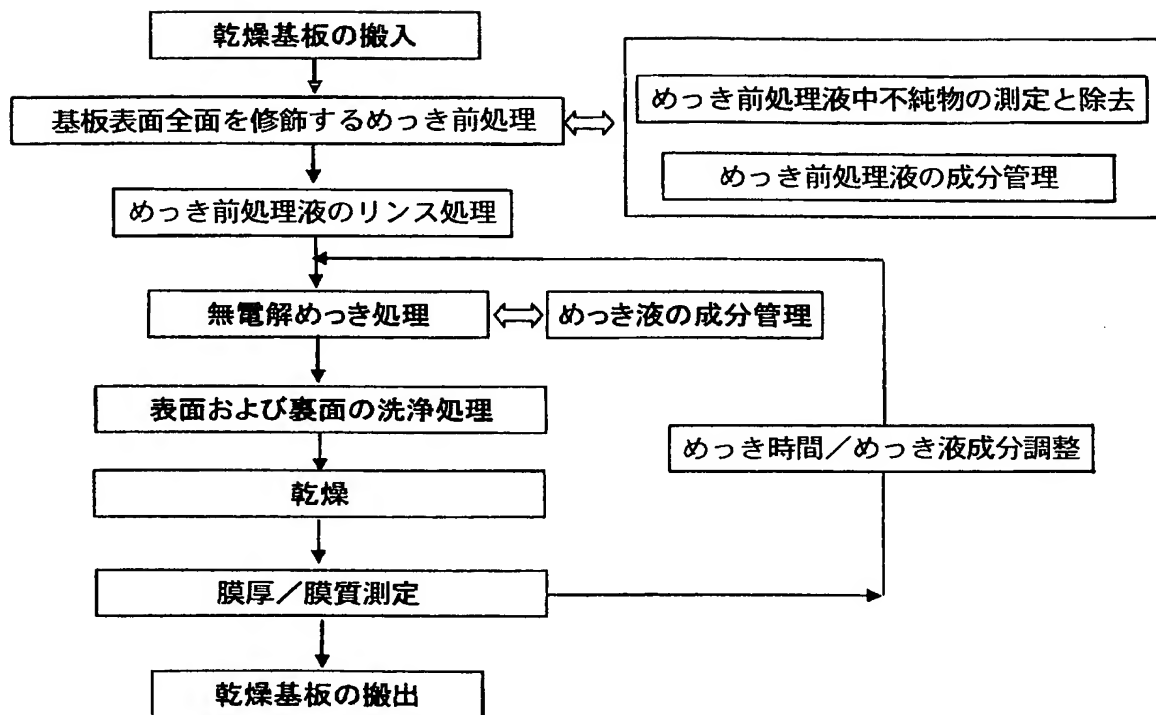 乾燥基板の搬入
基板表面全面を修飾するめっき前処理
めっき前処理液中不純物の測定と除去
めっき前処理液の成分管理
めっき前処理液のリンス処理
無電解めっき処理
めっき液の成分管理
表面および裏面の洗浄処理
めっき時間／めっき液成分調整
乾燥
膜厚／膜質測定
乾燥基板の搬出